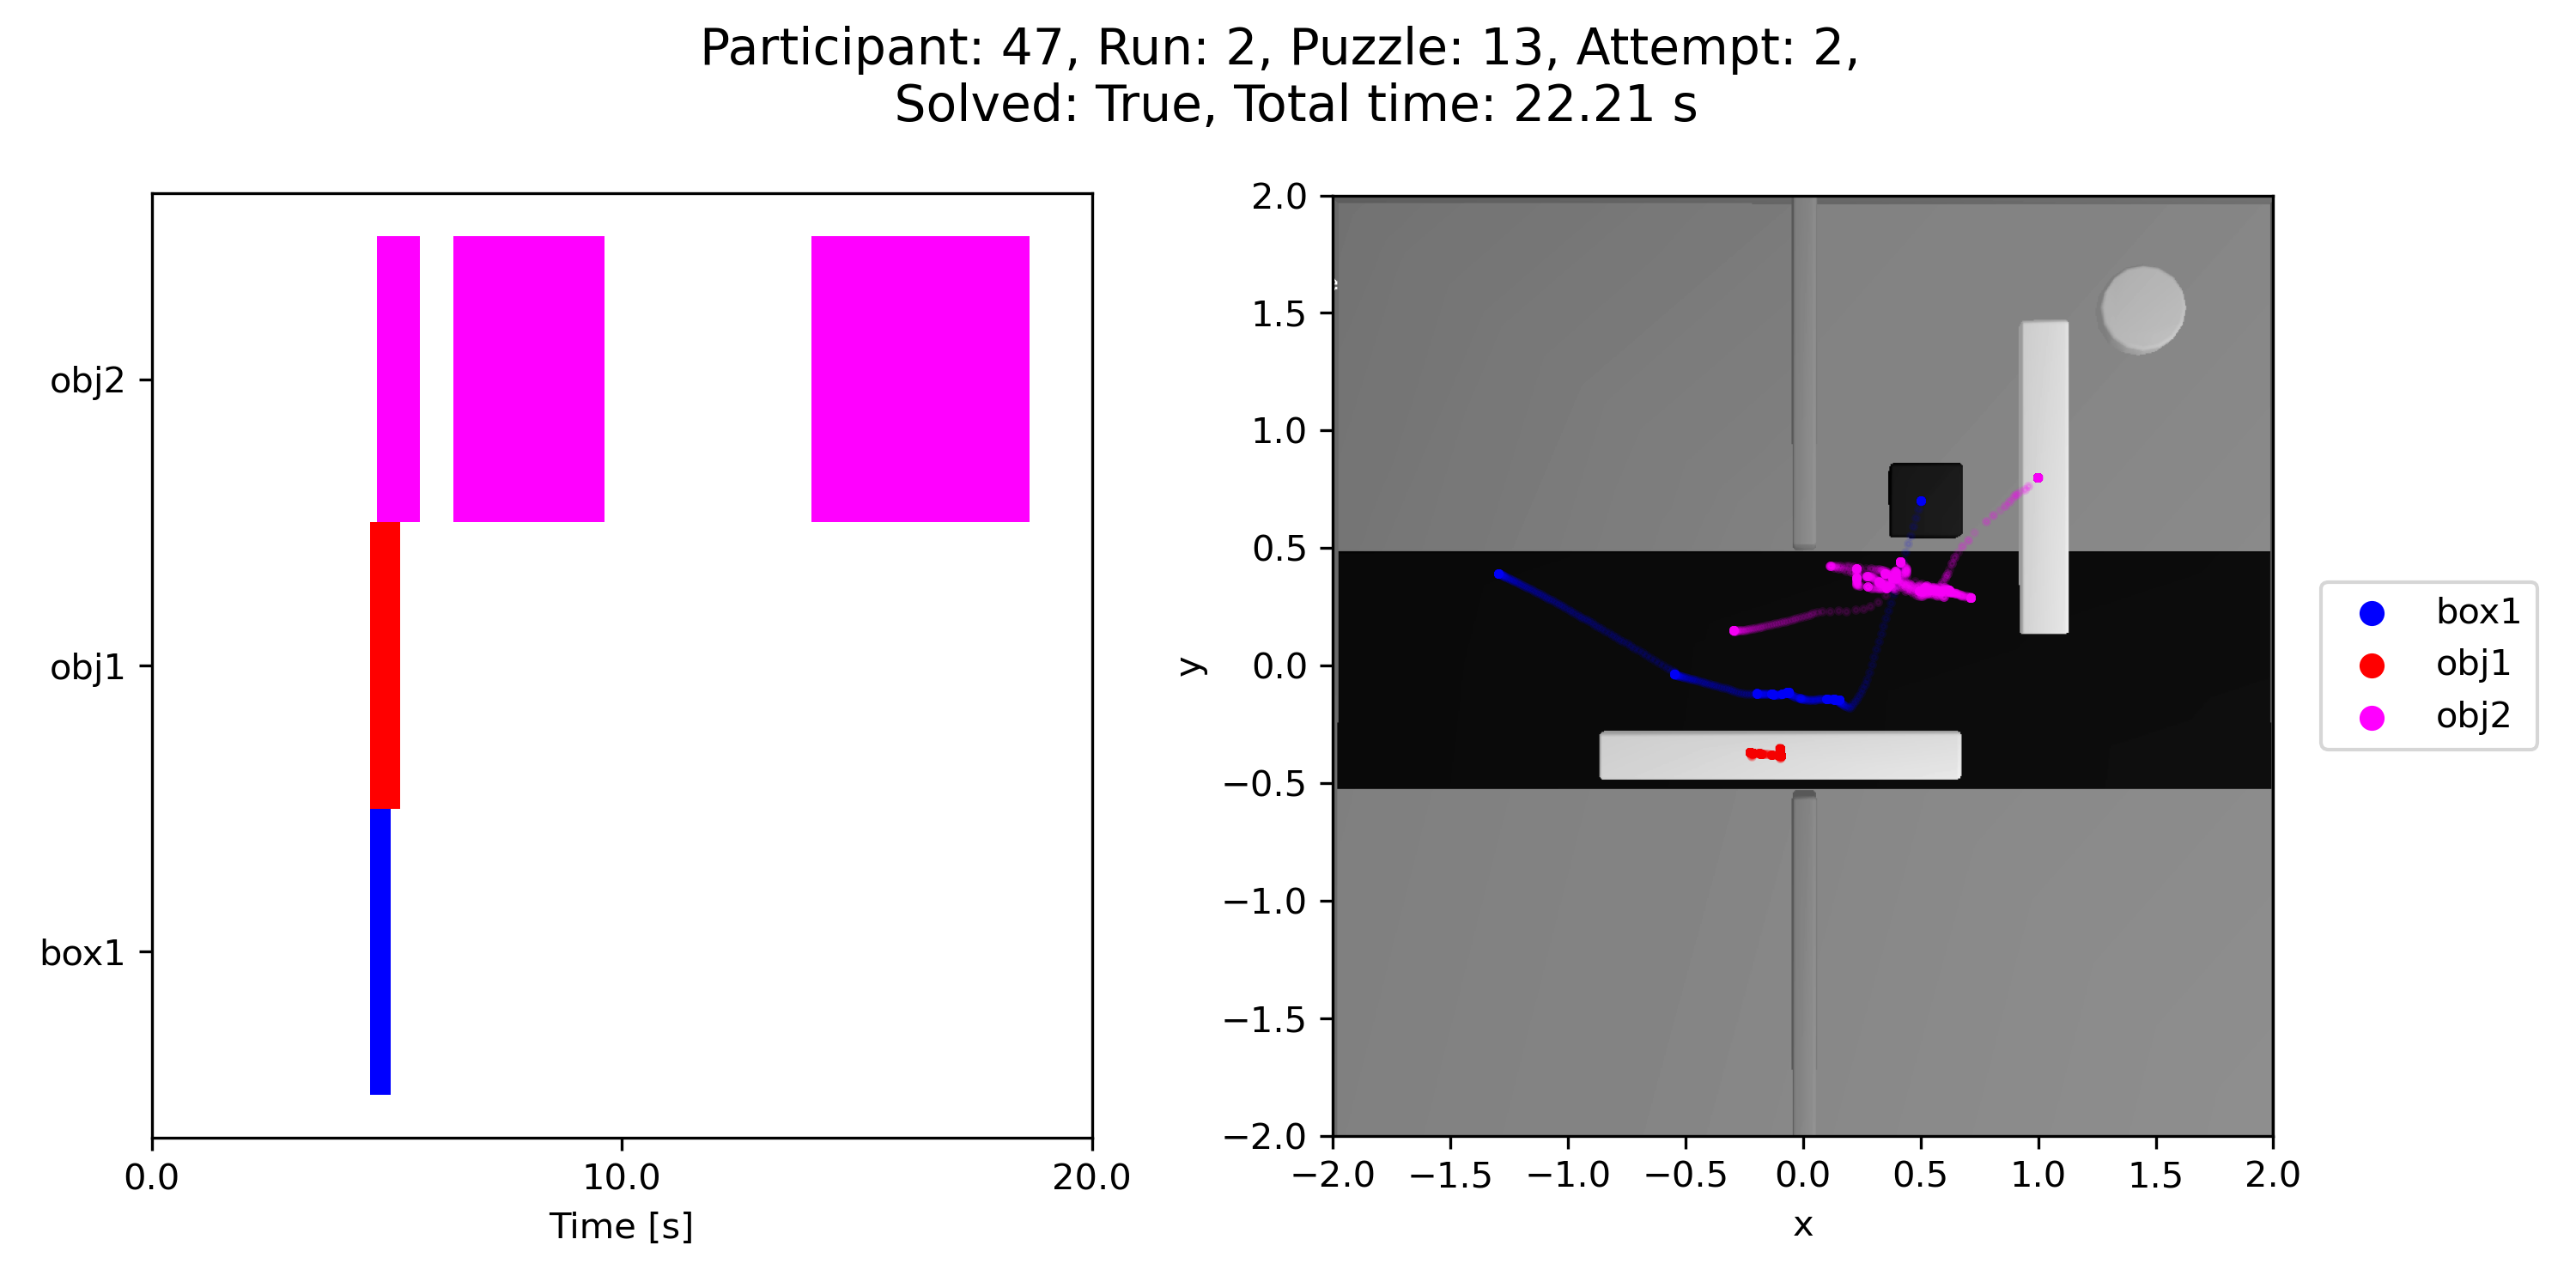 Participant: 47, Run: 2, Puzzle: 13, Attempt: 2,
Solved: True, Total time: 22.21 s
obj2
obj1
box1
0.0
10.0
20.0
Time [s]
2.0
1.5
1.0
0.5
0.0
−0.5
−1.0
−1.5
−2.0
y
−2.0
−1.5
−1.0
−0.5
0.0
0.5
1.0
1.5
2.0
x
e
box1
obj1
obj2